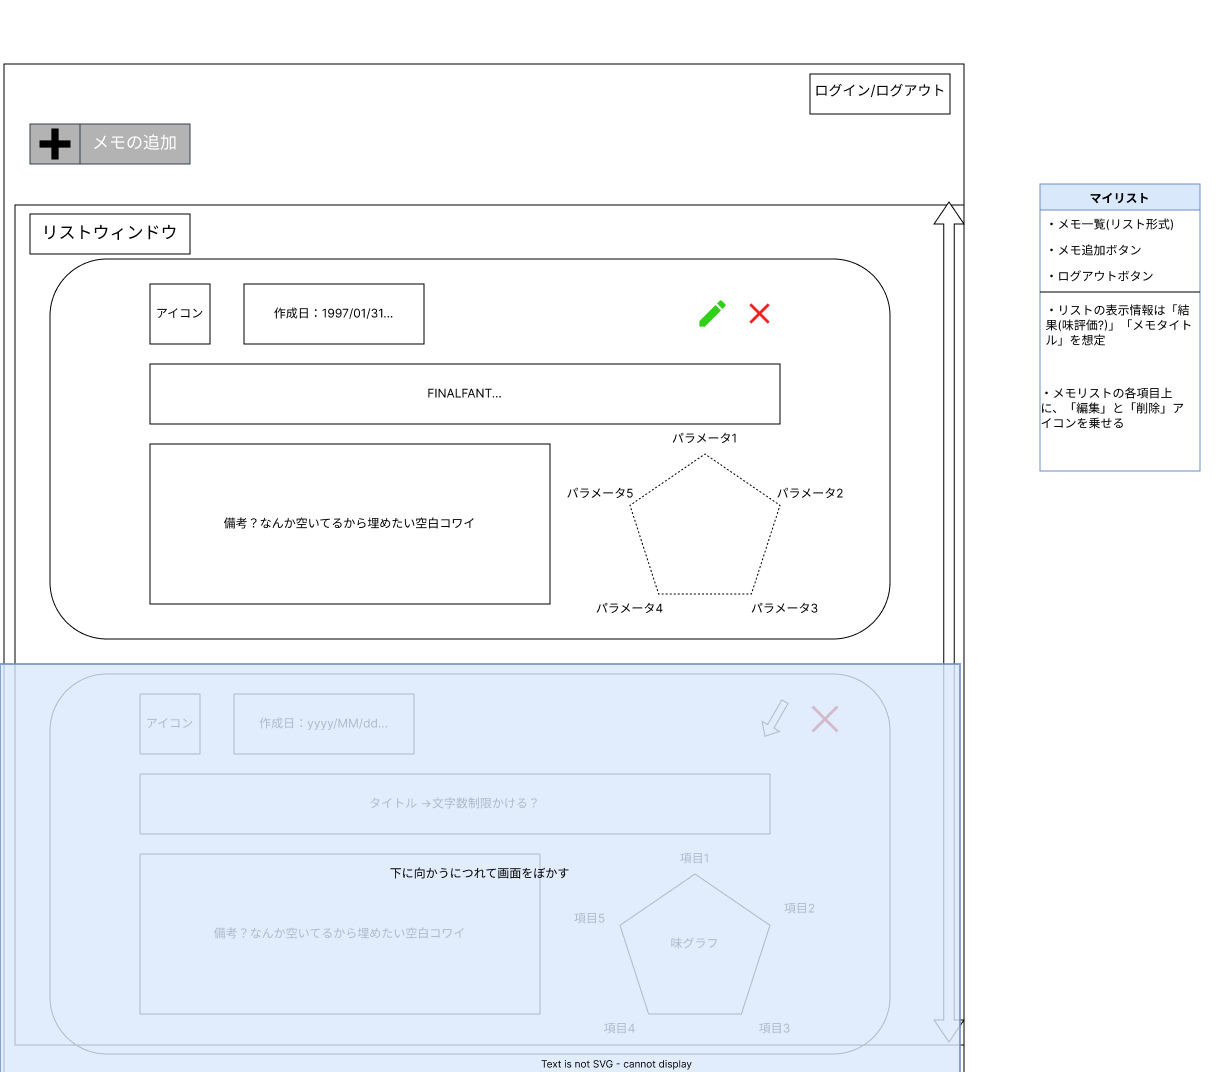 ログイン/ログアウト
メモの追加
リストウィンドウ
アイコン
作成日：1997/01/31...
FINALFANT...
備考？なんか空いてるから埋めたい空白コワイ
パラメータ1
パラメータ5
パラメータ2
パラメータ4
パラメータ3
アイコン
作成日：yyyy/MM/dd...
タイトル →文字数制限かける？
下に向かうにつれて画面をぼかす
備考？なんか空いてるから埋めたい空白コワイ
項目1
項目2
項目5
味グラフ
項目4
項目3
Text is not SVG - cannot display
マイリスト
・メモ一覧(リスト形式)
・メモ追加ボタン
・ログアウトボタン
・リストの表示情報は「結
果(味評価?)」「メモタイト
ル」を想定
・メモリストの各項目上
に、「編集」と「削除」ア
イコンを乗せる